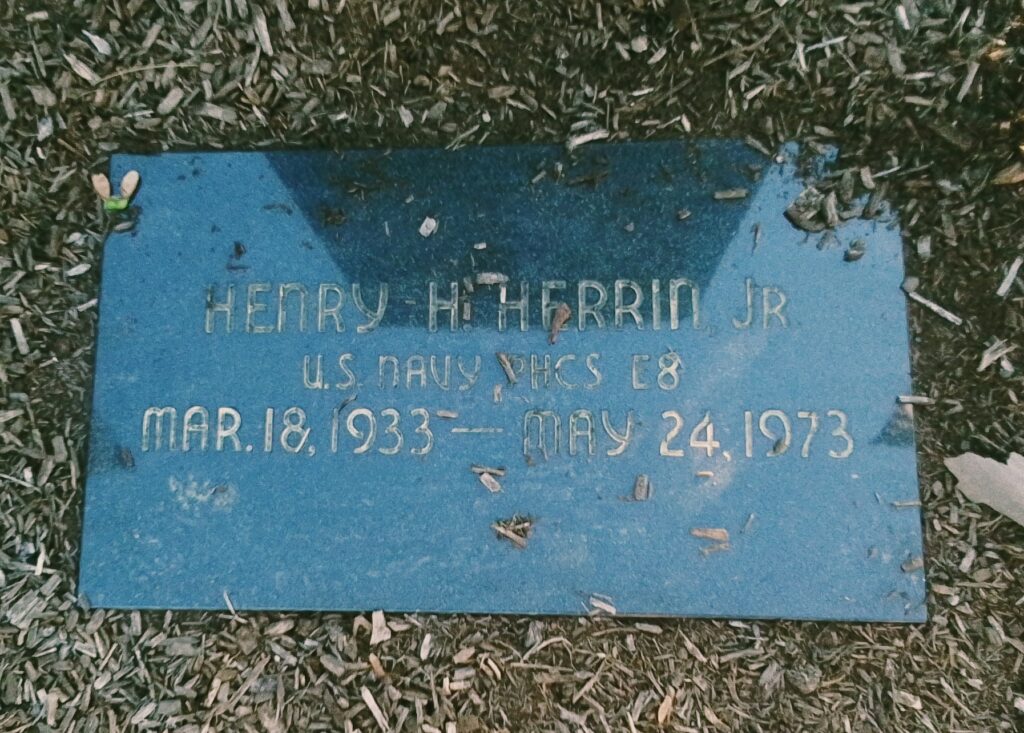 HENRY H. HERRIN, JR.
U.S. NAVY PHCS E8
MAR. 18, 1933 — MAY 24, 1973